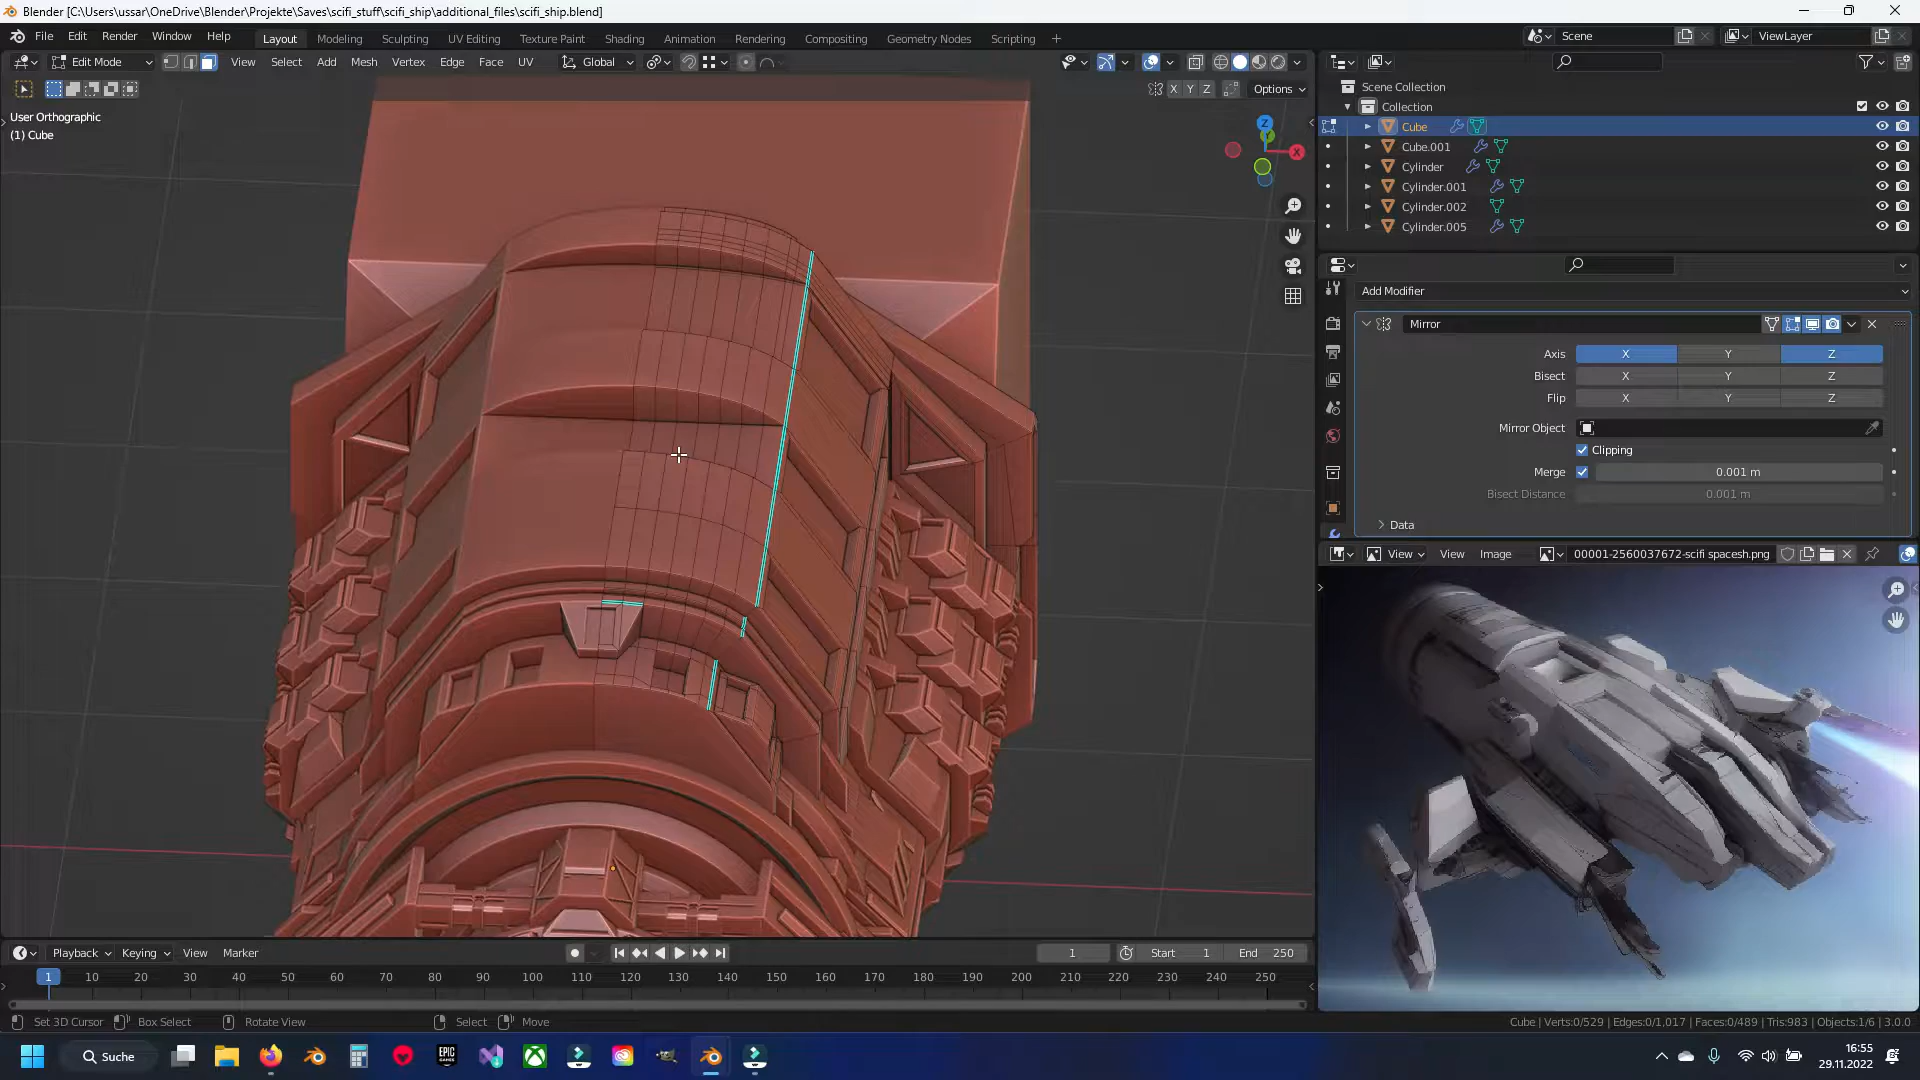 Blender [C:\Users\ussar\OneDrive\Blender\Projekte\Saves\scifi_stuff\scifi_ship\additional_files\scifi_ship.blend]
File Edit Render Window Help Layout Modeling Sculpting UV Editing Texture Paint Shading Animation Rendering Compositing Geometry Nodes Scripting + Scene ViewLayer
Edit Mode View Select Add Mesh Vertex Edge Face UV Global
X Y Z Options
User Orthographic
(1) Cube
Z
X
Scene Collection
Collection
Cube
Cube.001
Cylinder
Cylinder.001
Cylinder.002
Cylinder.005
Add Modifier
Mirror
Axis X Y Z
Bisect X Y Z
Flip X Y Z
Mirror Object
Clipping
Merge 0.001 m
Bisect Distance 0.001 m
Data
View View Image 00001-2560037672-scifi spacesh.png
Playback Keying View Marker 1 Start 1 End 250
1 10 20 30 40 50 60 70 80 90 100 110 120 130 140 150 160 170 180 190 200 210 220 230 240 250
Set 3D Cursor Box Select Rotate View Select Move Cube | Verts:0/529 | Edges:0/1,017 | Faces:0/489 | Tris:983 | Objects:1/6 | 3.0.0
Suche
EPIC GAMES
16:55
29.11.2022